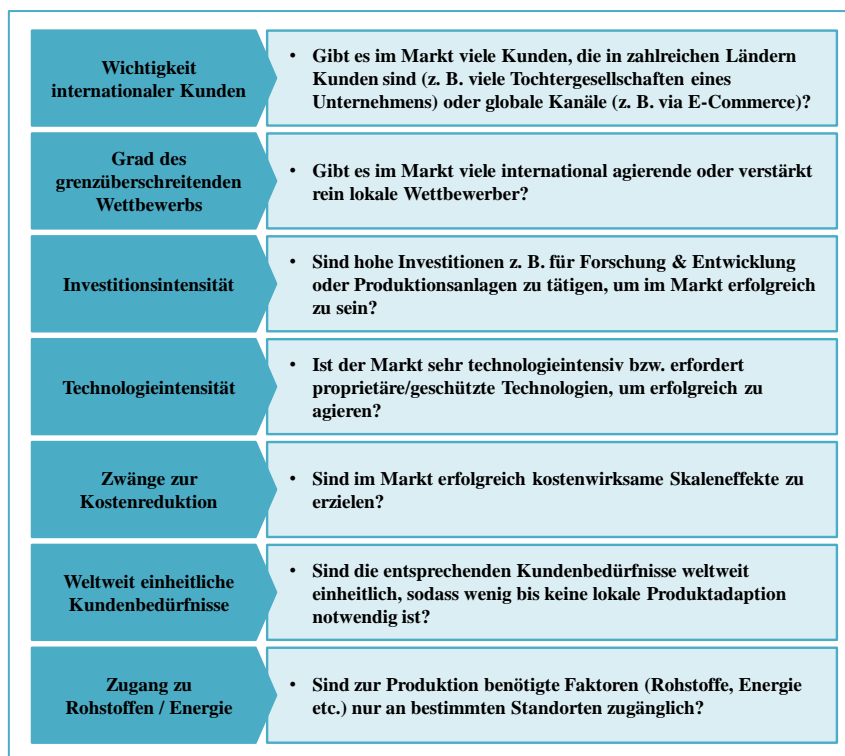 Wichtigkeit
internationaler Kunden
• Gibt es im Markt viele Kunden, die in zahlreichen Ländern
Kunden sind (z. B. viele Tochtergesellschaften eines
Unternehmens) oder globale Kanäle (z. B. via E-Commerce)?
Grad des
grenzüberschreitenden
Wettbewerbs
• Gibt es im Markt viele international agierende oder verstärkt
rein lokale Wettbewerber?
Investitionsintensität
• Sind hohe Investitionen z. B. für Forschung & Entwicklung
oder Produktionsanlagen zu tätigen, um im Markt erfolgreich
zu sein?
Technologieintensität
• Ist der Markt sehr technologieintensiv bzw. erfordert
proprietäre/geschützte Technologien, um erfolgreich zu
agieren?
Zwänge zur
Kostenreduktion
• Sind im Markt erfolgreich kostenwirksame Skaleneffekte zu
erzielen?
Weltweit einheitliche
Kundenbedürfnisse
• Sind die entsprechenden Kundenbedürfnisse weltweit
einheitlich, sodass wenig bis keine lokale Produktadaption
notwendig ist?
Zugang zu
Rohstoffen / Energie
• Sind zur Produktion benötigte Faktoren (Rohstoffe, Energie
etc.) nur an bestimmten Standorten zugänglich?